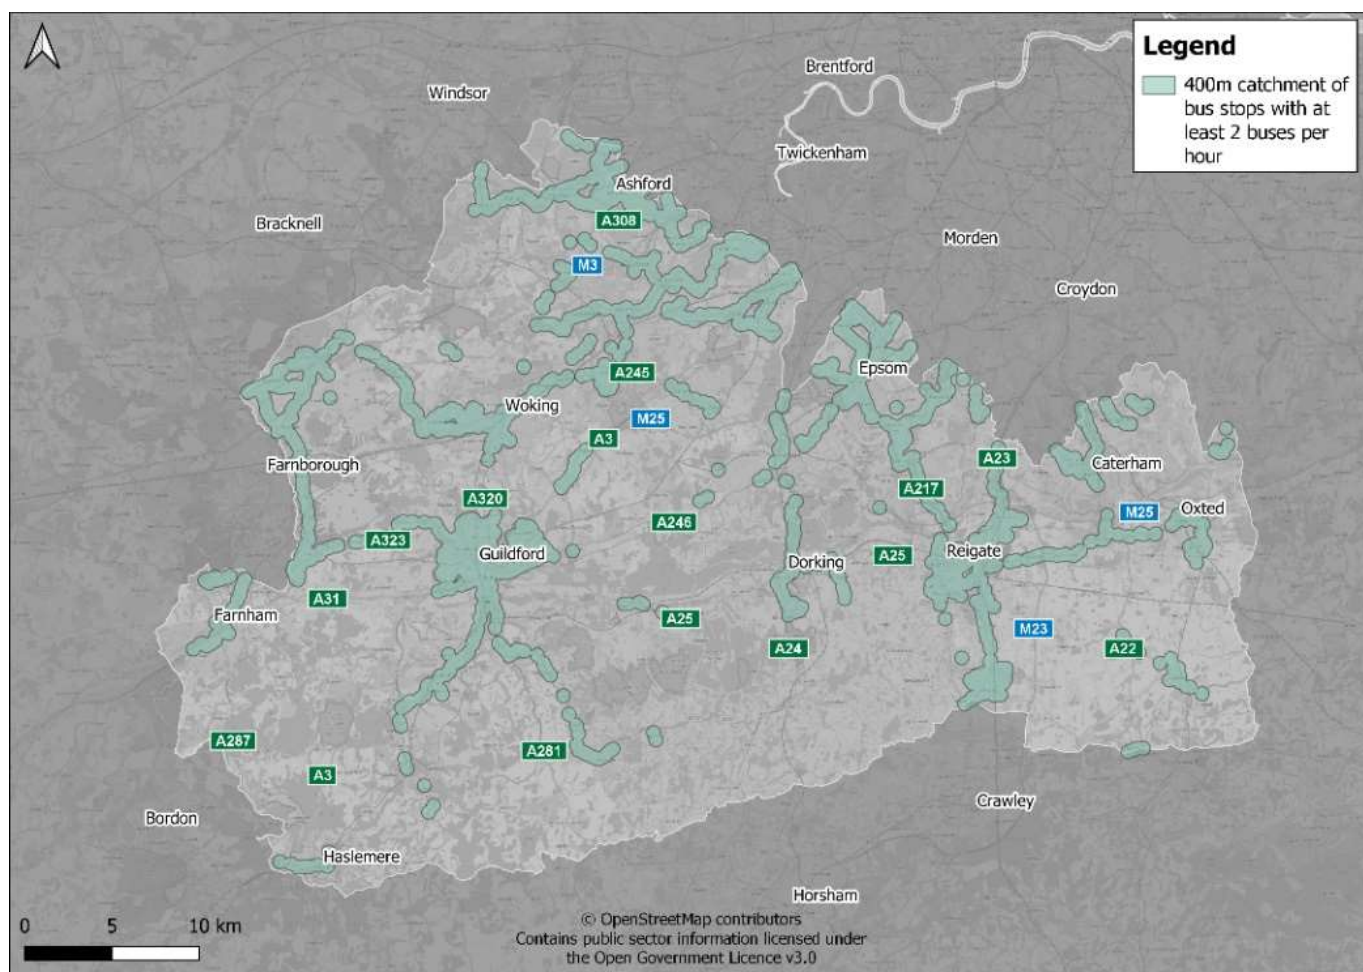 Legend
400m catchment of
bus stops with at
least 2 buses per
hour
Brentford
Windsor
Twickenham
Ashford
A308
Bracknell
Morden
M3
Croydon
Epsom
A245
Woking
M25
A3
Farnborough
A23
Caterham
A217
A320
Oxted
M25
A246
A323
Guildford
Reigate
A25
Dorking
A31
Farnham
A25
M23
A24
A22
A287
A281
A3
Crawley
Bordon
Haslemere
Horsham
0 5 10 km
© OpenStreetMap contributors
Contains public sector information licensed under
the Open Government Licence v3.0